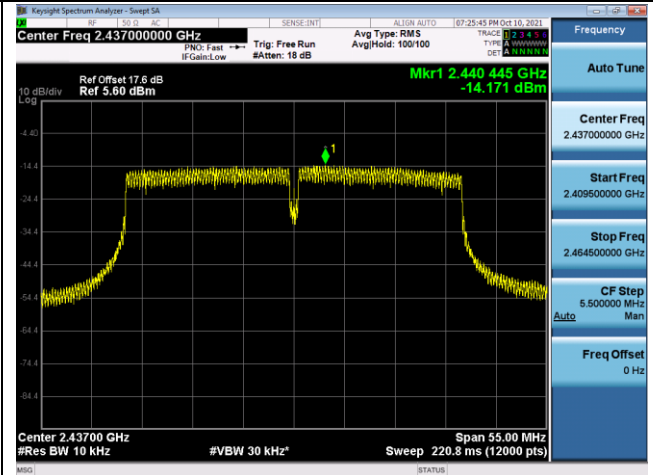 Keysight Spectrum Analyzer - Swept SA
RF 50 Ω AC SENSE:INT ALIGN AUTO 07:25:45 PM Oct 10, 2021
Center Freq 2.437000000 GHz
PNO: Fast
IFGain:Low
Trig: Free Run
#Atten: 18 dB
Avg Type: RMS
Avg|Hold: 100/100
TRACE 1 2 3 4 5 6
TYPE A WWWWW
DET A N N N N N
Frequency
Ref Offset 17.6 dB
10 dB/div Ref 5.60 dBm
Log
Mkr1 2.440 445 GHz
-14.171 dBm
-4.40
-14.4
-24.4
-34.4
-44.4
-54.4
-64.4
-74.4
-84.4
1
Center 2.43700 GHz Span 55.00 MHz
#Res BW 10 kHz #VBW 30 kHz* Sweep 220.8 ms (12000 pts)
MSG STATUS
Auto Tune
Center Freq
2.437000000 GHz
Start Freq
2.409500000 GHz
Stop Freq
2.464500000 GHz
CF Step
5.500000 MHz
Auto Man
Freq Offset
0 Hz